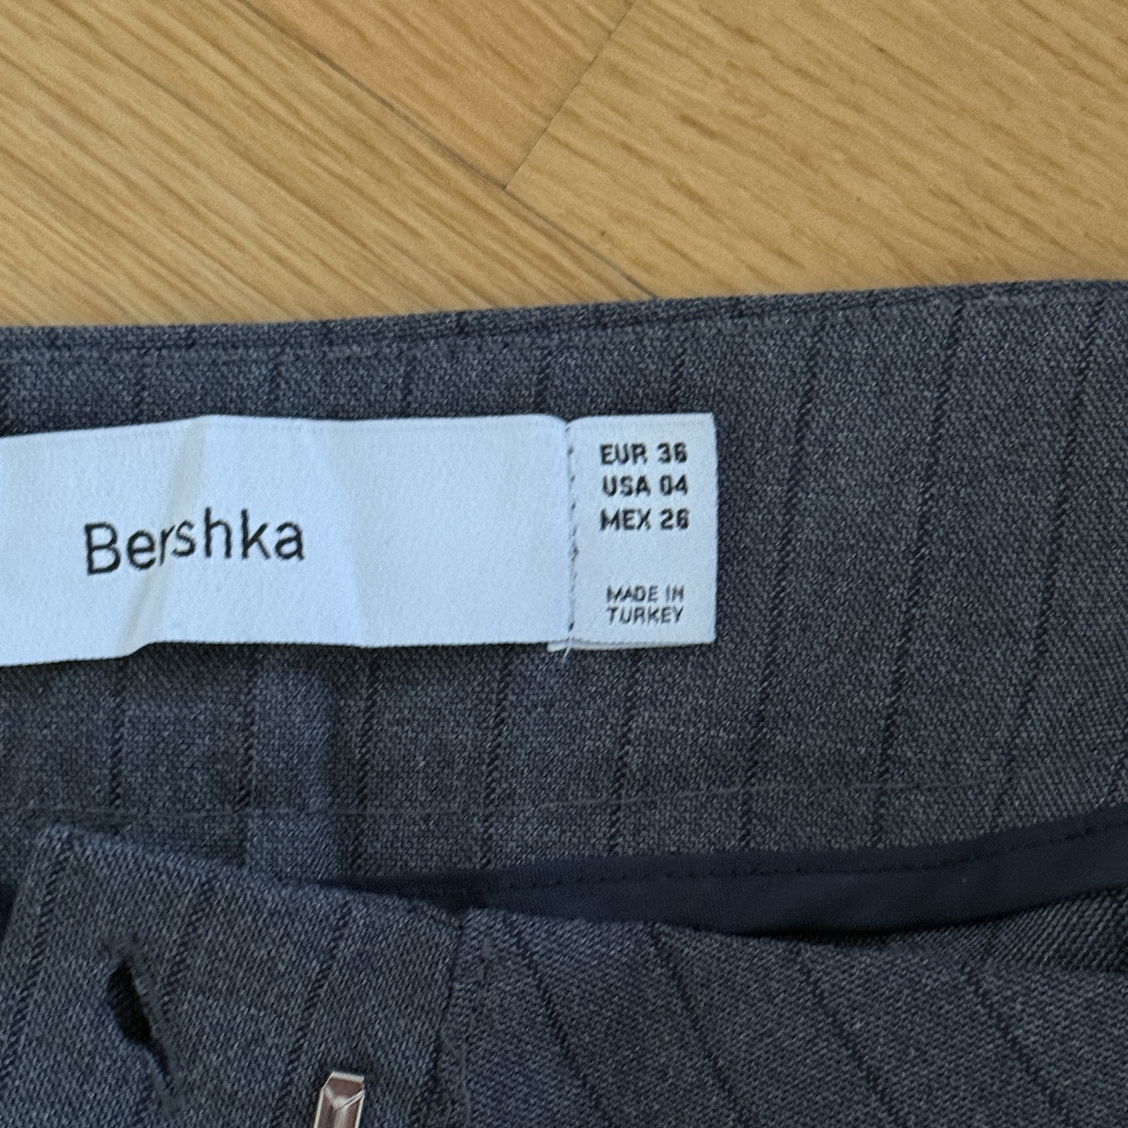 Bershka
EUR 36
USA 04
MEX 26
MADE IN
TURKEY